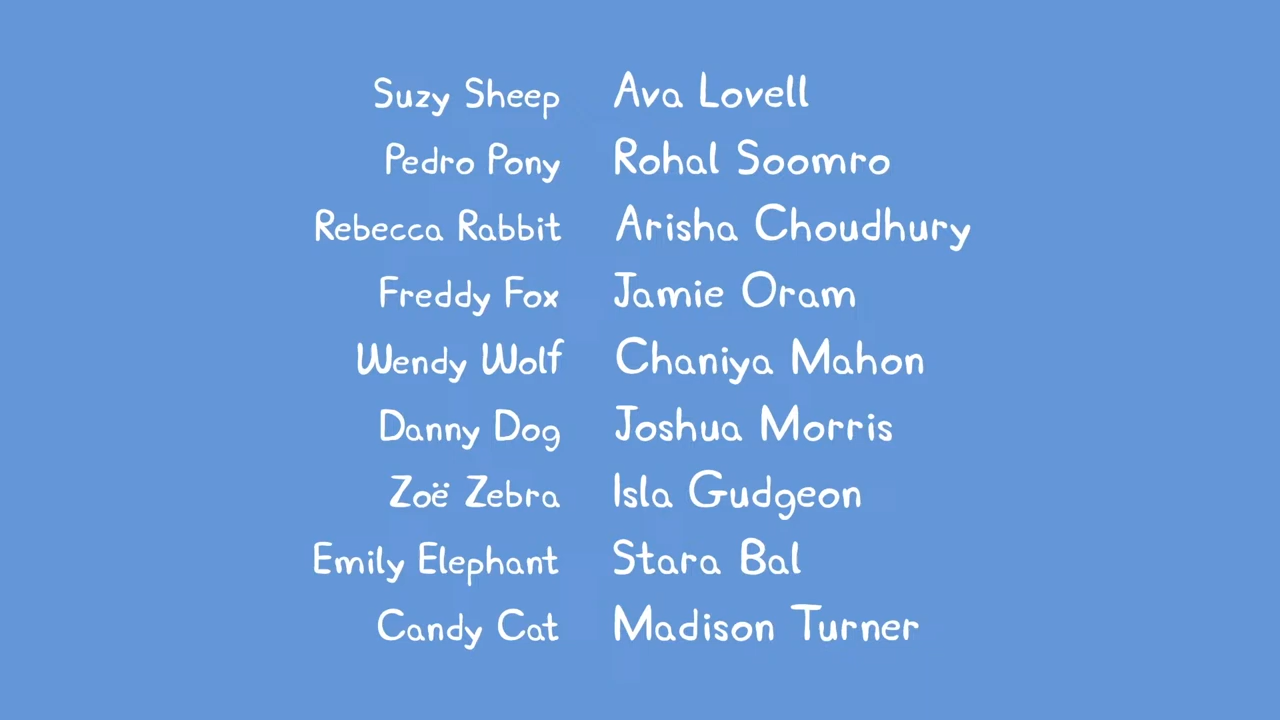 Suzy Sheep Ava Lovell
Pedro Pony Rohal Soomro
Rebecca Rabbit Arisha Choudhury
Freddy Fox Jamie Oram
Wendy Wolf Chaniya Mahon
Danny Dog Joshua Morris
Zoë Zebra Isla Gudgeon
Emily Elephant Stara Bal
Candy Cat Madison Turner